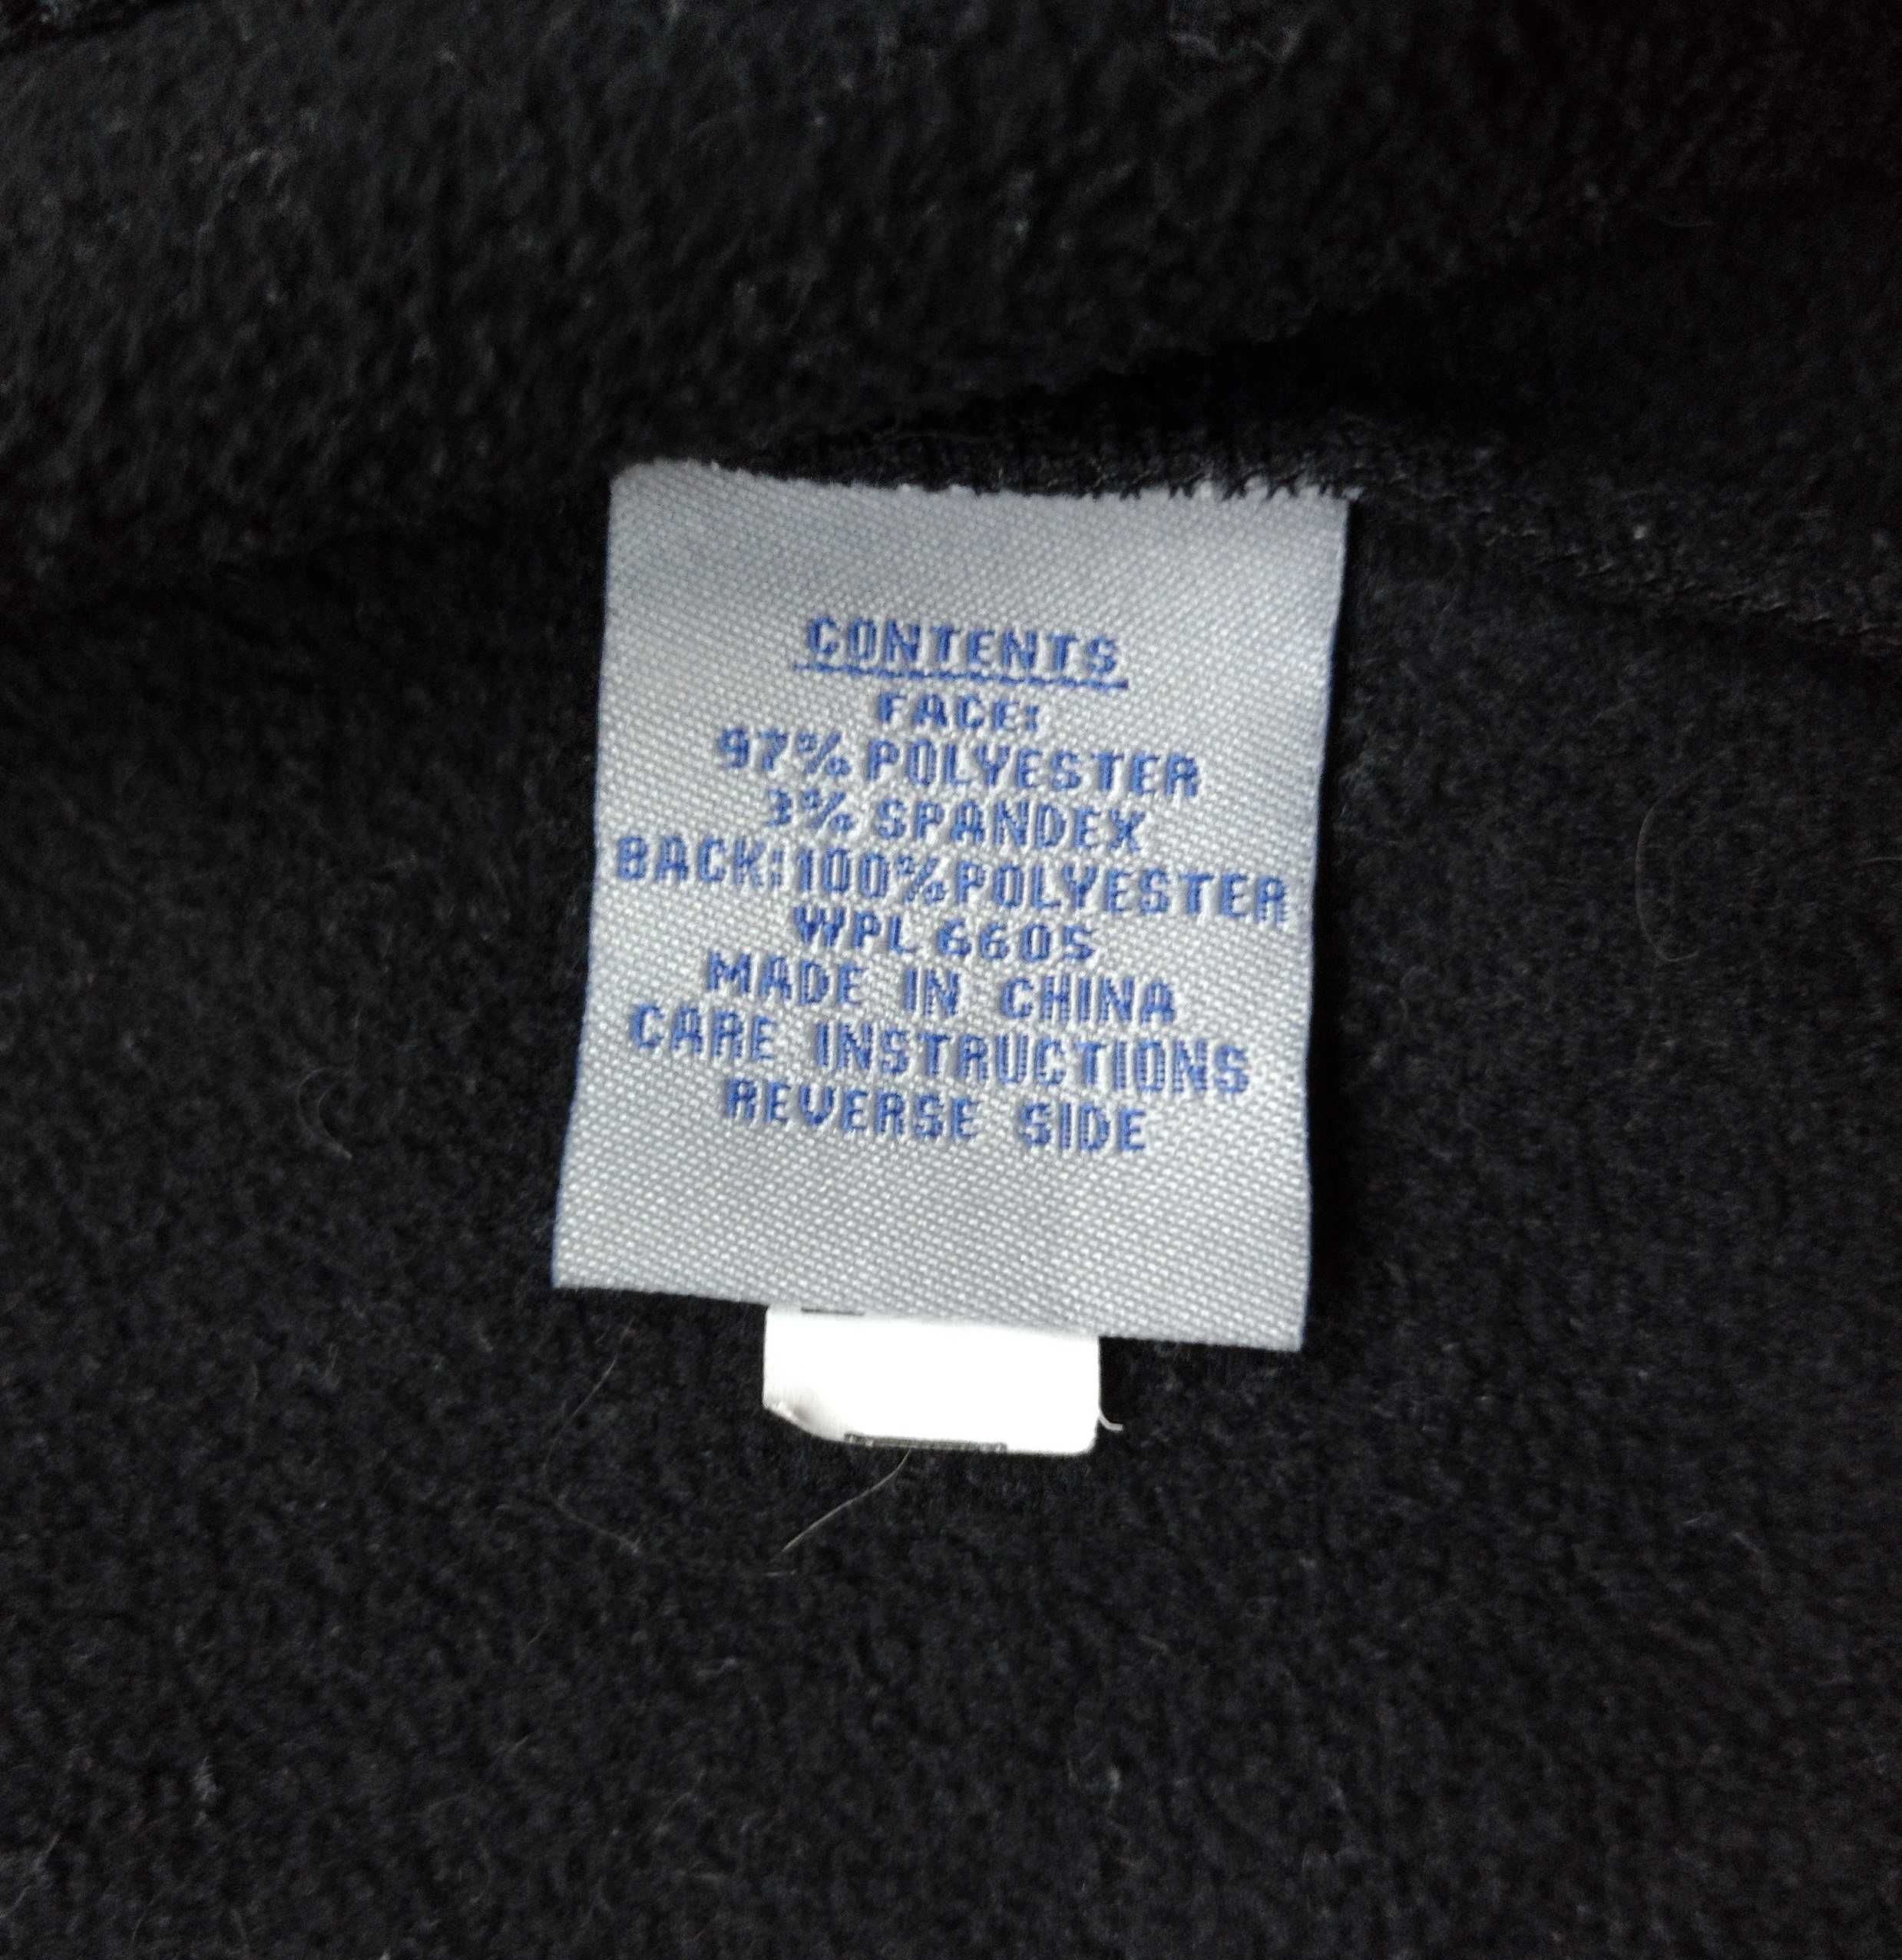 CONTENTS
FACE:
97% POLYESTER
3% SPANDEX
BACK:100%POLYESTER
WPL 6605
MADE IN CHINA
CARE INSTRUCTIONS
REVERSE SIDE